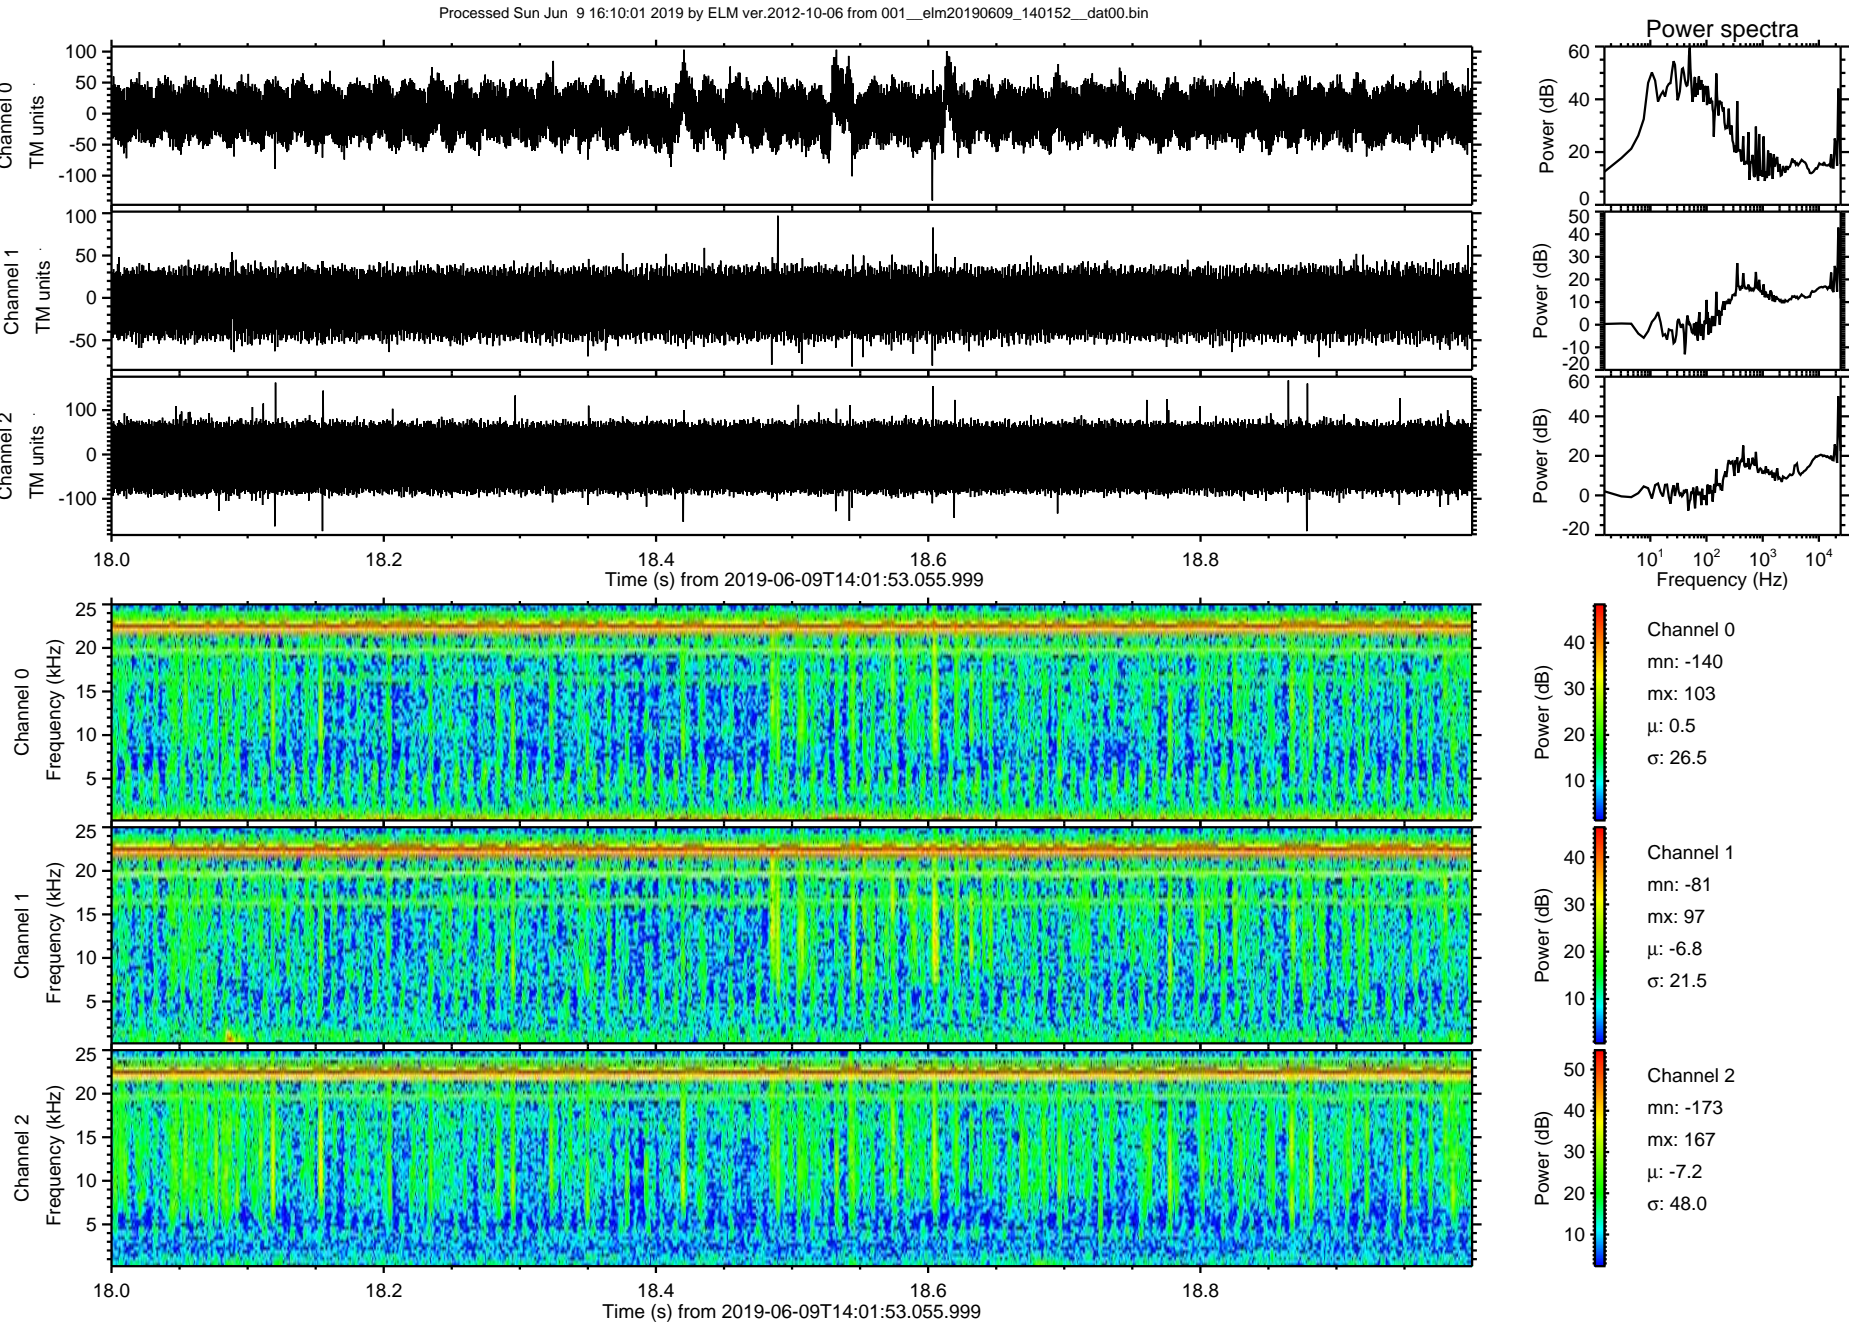 Processed Sun Jun 9 16:10:01 2019 by ELM ver.2012-10-06 from 001__elm20190609_140152__dat00.bin
Power spectra
Channel 0
TM units
100
50
0
-50
-100
Power (dB)
60
40
20
0
Channel 1
TM units
100
50
0
-50
Power (dB)
50
40
30
20
10
0
-10
-20
Channel 2
TM units
100
0
-100
Power (dB)
60
40
20
0
-20
18.0 18.2 18.4 18.6 18.8
Time (s) from 2019-06-09T14:01:53.055.999
10^1 10^2 10^3 10^4
Frequency (Hz)
Channel 0
Frequency (kHz)
25
20
15
10
5
Power (dB)
40
30
20
10
Channel 0
mn: -140
mx: 103
μ: 0.5
σ: 26.5
Channel 1
Frequency (kHz)
25
20
15
10
5
Power (dB)
40
30
20
10
Channel 1
mn: -81
mx: 97
μ: -6.8
σ: 21.5
Channel 2
Frequency (kHz)
25
20
15
10
5
Power (dB)
50
40
30
20
10
Channel 2
mn: -173
mx: 167
μ: -7.2
σ: 48.0
18.0 18.2 18.4 18.6 18.8
Time (s) from 2019-06-09T14:01:53.055.999